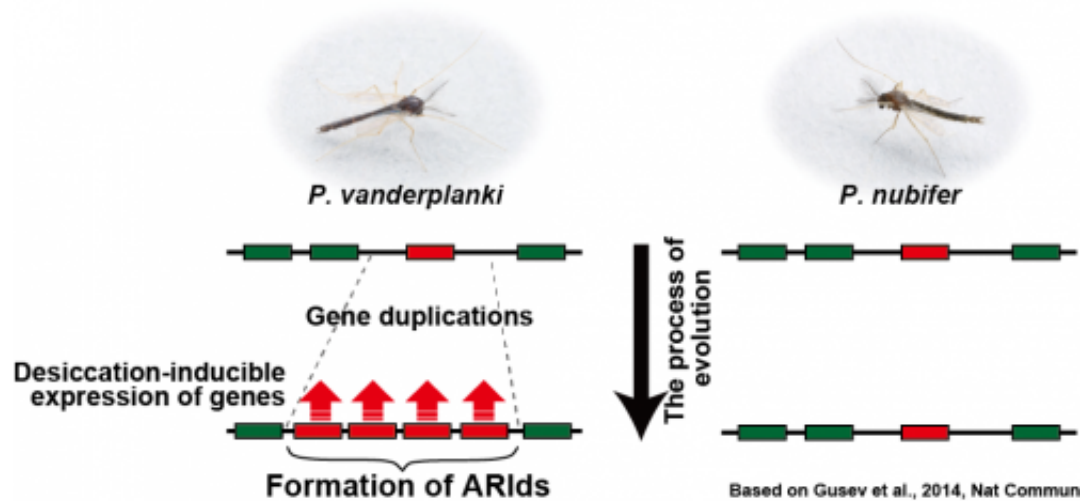 P. vanderplanki
P. nubifer
Gene duplications
The process of
evolution
Desiccation-inducible
expression of genes
Formation of ARIds
Based on Gusev et al., 2014, Nat Commun.